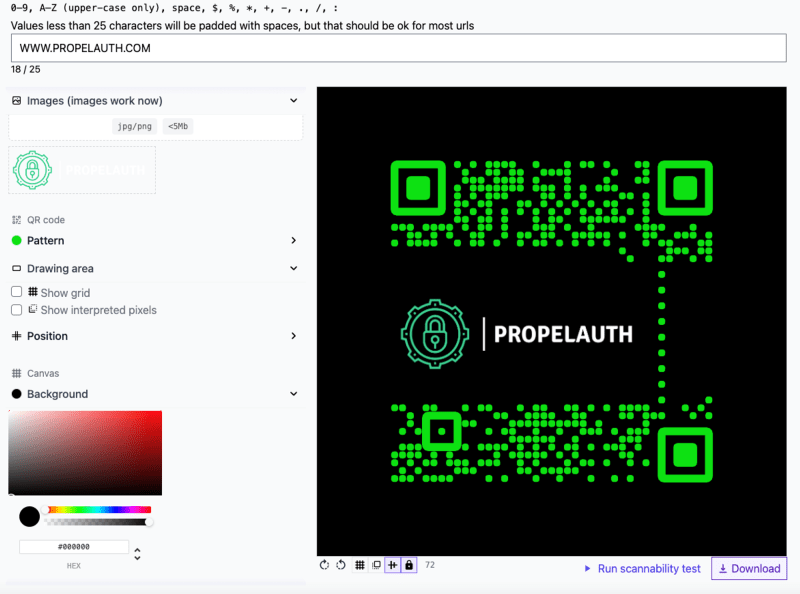 0–9, A–Z (upper-case only), space, $, %, *, +, -, ., /, :
Values less than 25 characters will be padded with spaces, but that should be ok for most urls
WWW.PROPELAUTH.COM
18 / 25
Images (images work now)
jpg/png <5Mb
PROPELAUTH
QR code
Pattern
Drawing area
Show grid
Show interpreted pixels
Position
Canvas
Background
#000000
HEX
PROPELAUTH
72
Run scannability test
Download